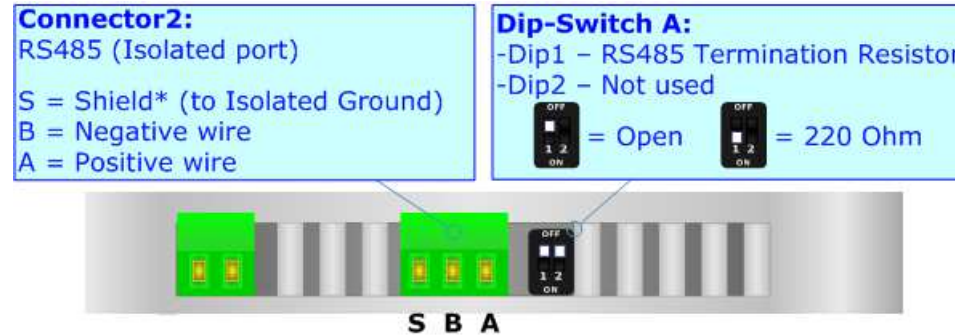 Connector2:
RS485 (Isolated port)
S = Shield* (to Isolated Ground)
B = Negative wire
A = Positive wire
Dip-Switch A:
-Dip1 – RS485 Termination Resistor
-Dip2 – Not used
OFF
1 2
ON
= Open
OFF
1 2
ON
= 220 Ohm
OFF
1 2
ON
S B A